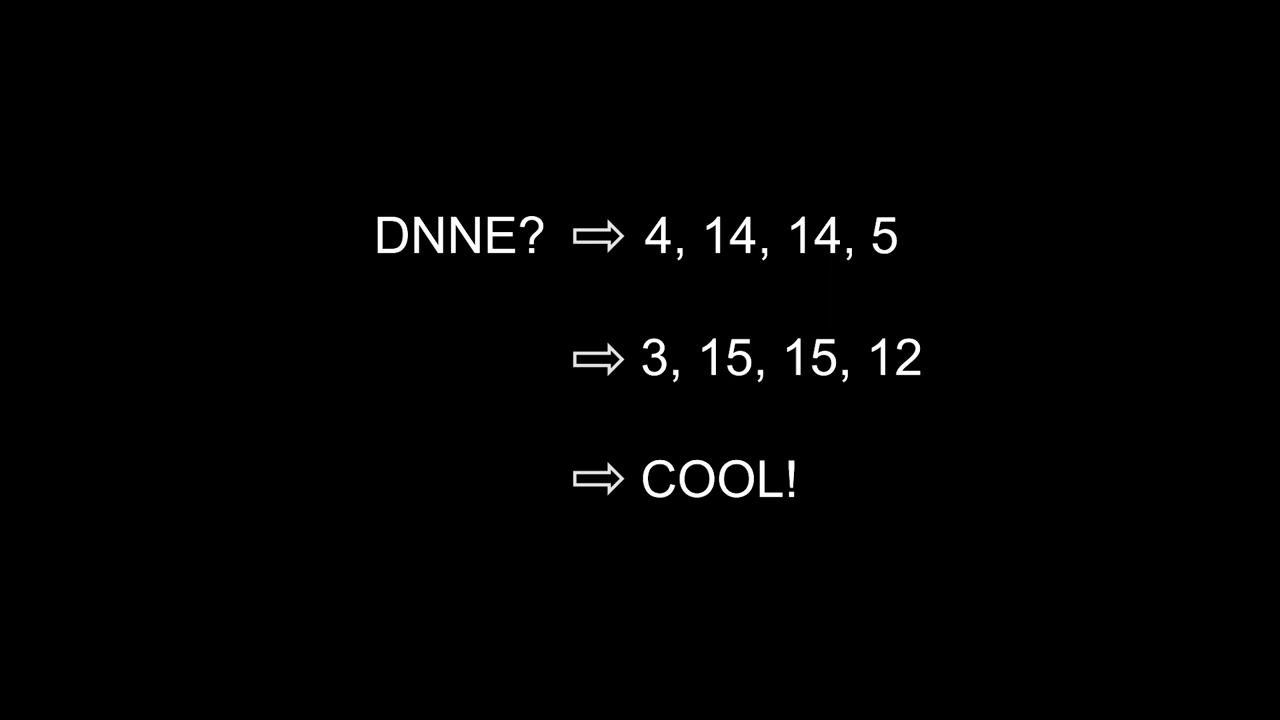 DNNE? ⇨ 4, 14, 14, 5
⇨ 3, 15, 15, 12
⇨ COOL!